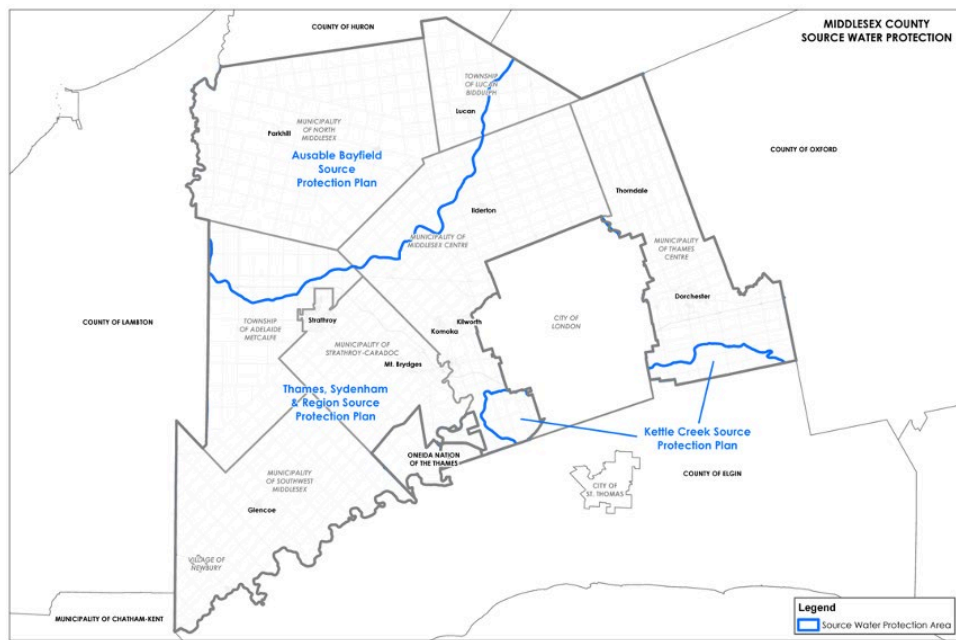 COUNTY OF HURON
MIDDLESEX COUNTY
SOURCE WATER PROTECTION
TOWNSHIP
OF LUCAN
BIDDULPH
Lucan
MUNICIPALITY
OF NORTH
MIDDLESEX
Parkhill
Ausable Bayfield
Source
Protection Plan
COUNTY OF OXFORD
Thorndale
Ilderton
MUNICIPALITY OF
MIDDLESEX CENTRE
MUNICIPALITY
OF THAMES
CENTRE
Dorchester
COUNTY OF LAMBTON
TOWNSHIP
OF ADELAIDE
METCALFE
Strathroy
Kilworth
Komoka
CITY OF
LONDON
MUNICIPALITY OF
STRATHROY-CARADOC
Mt. Brydges
Thames, Sydenham
& Region Source
Protection Plan
Kettle Creek Source
Protection Plan
ONEIDA NATION
OF THE THAMES
COUNTY OF ELGIN
CITY OF
ST. THOMAS
MUNICIPALITY
OF SOUTHWEST
MIDDLESEX
Glencoe
VILLAGE OF
NEWBURY
MUNICIPALITY OF CHATHAM-KENT
Legend
Source Water Protection Area